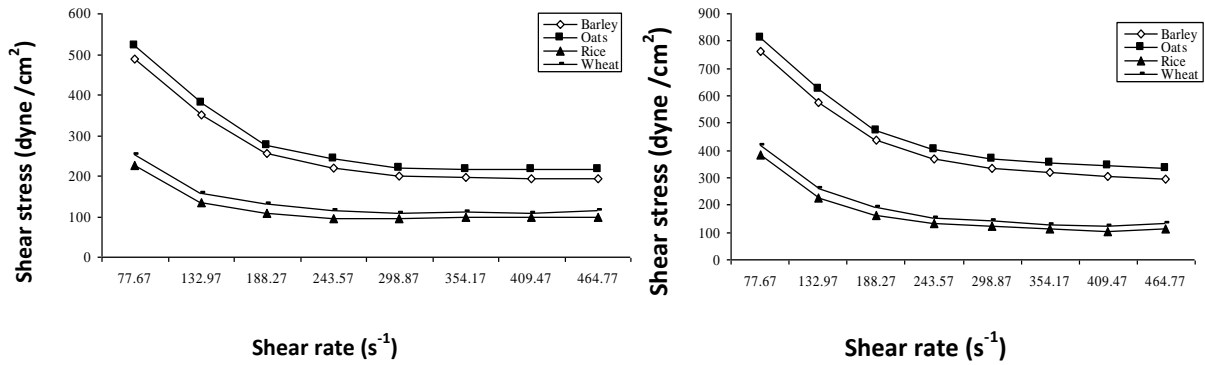 Shear stress (dyne /cm²)
600
500
400
300
200
100
0
Barley
Oats
Rice
Wheat
77.67 132.97 188.27 243.57 298.87 354.17 409.47 464.77
Shear rate (s⁻¹)
Shear stress (dyne /cm²)
900
800
700
600
500
400
300
200
100
0
Barley
Oats
Rice
Wheat
77.67 132.97 188.27 243.57 298.87 354.17 409.47 464.77
Shear rate (s⁻¹)